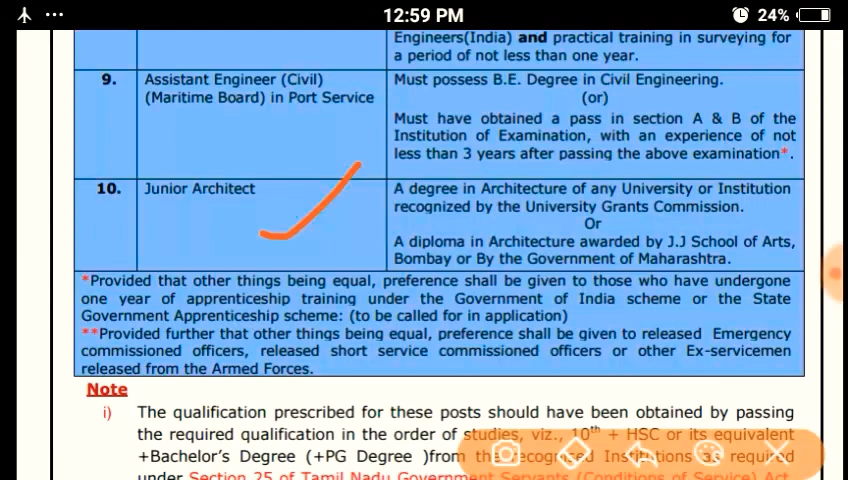 12:59 PM
24%
Engineers(India) and practical training in surveying for
a period of not less than one year.
9.
Assistant Engineer (Civil)
(Maritime Board) in Port Service
Must possess B.E. Degree in Civil Engineering.
(or)
Must have obtained a pass in section A & B of the
Institution of Examination, with an experience of not
less than 3 years after passing the above examination*.
10.
Junior Architect
A degree in Architecture of any University or Institution
recognized by the University Grants Commission.
Or
A diploma in Architecture awarded by J.J School of Arts,
Bombay or By the Government of Maharashtra.
*Provided that other things being equal, preference shall be given to those who have undergone
one year of apprenticeship training under the Government of India scheme or the State
Government Apprenticeship scheme: (to be called for in application)
**Provided further that other things being equal, preference shall be given to released Emergency
commissioned officers, released short service commissioned officers or other Ex-servicemen
released from the Armed Forces.
Note
i) The qualification prescribed for these posts should have been obtained by passing
the required qualification in the order of studies, viz., 10th + HSC or its equivalent
+Bachelor's Degree (+PG Degree )from the recognized Institutions as required
under Section 25 of Tamil Nadu Government Servants (Conditions of Service) Act,